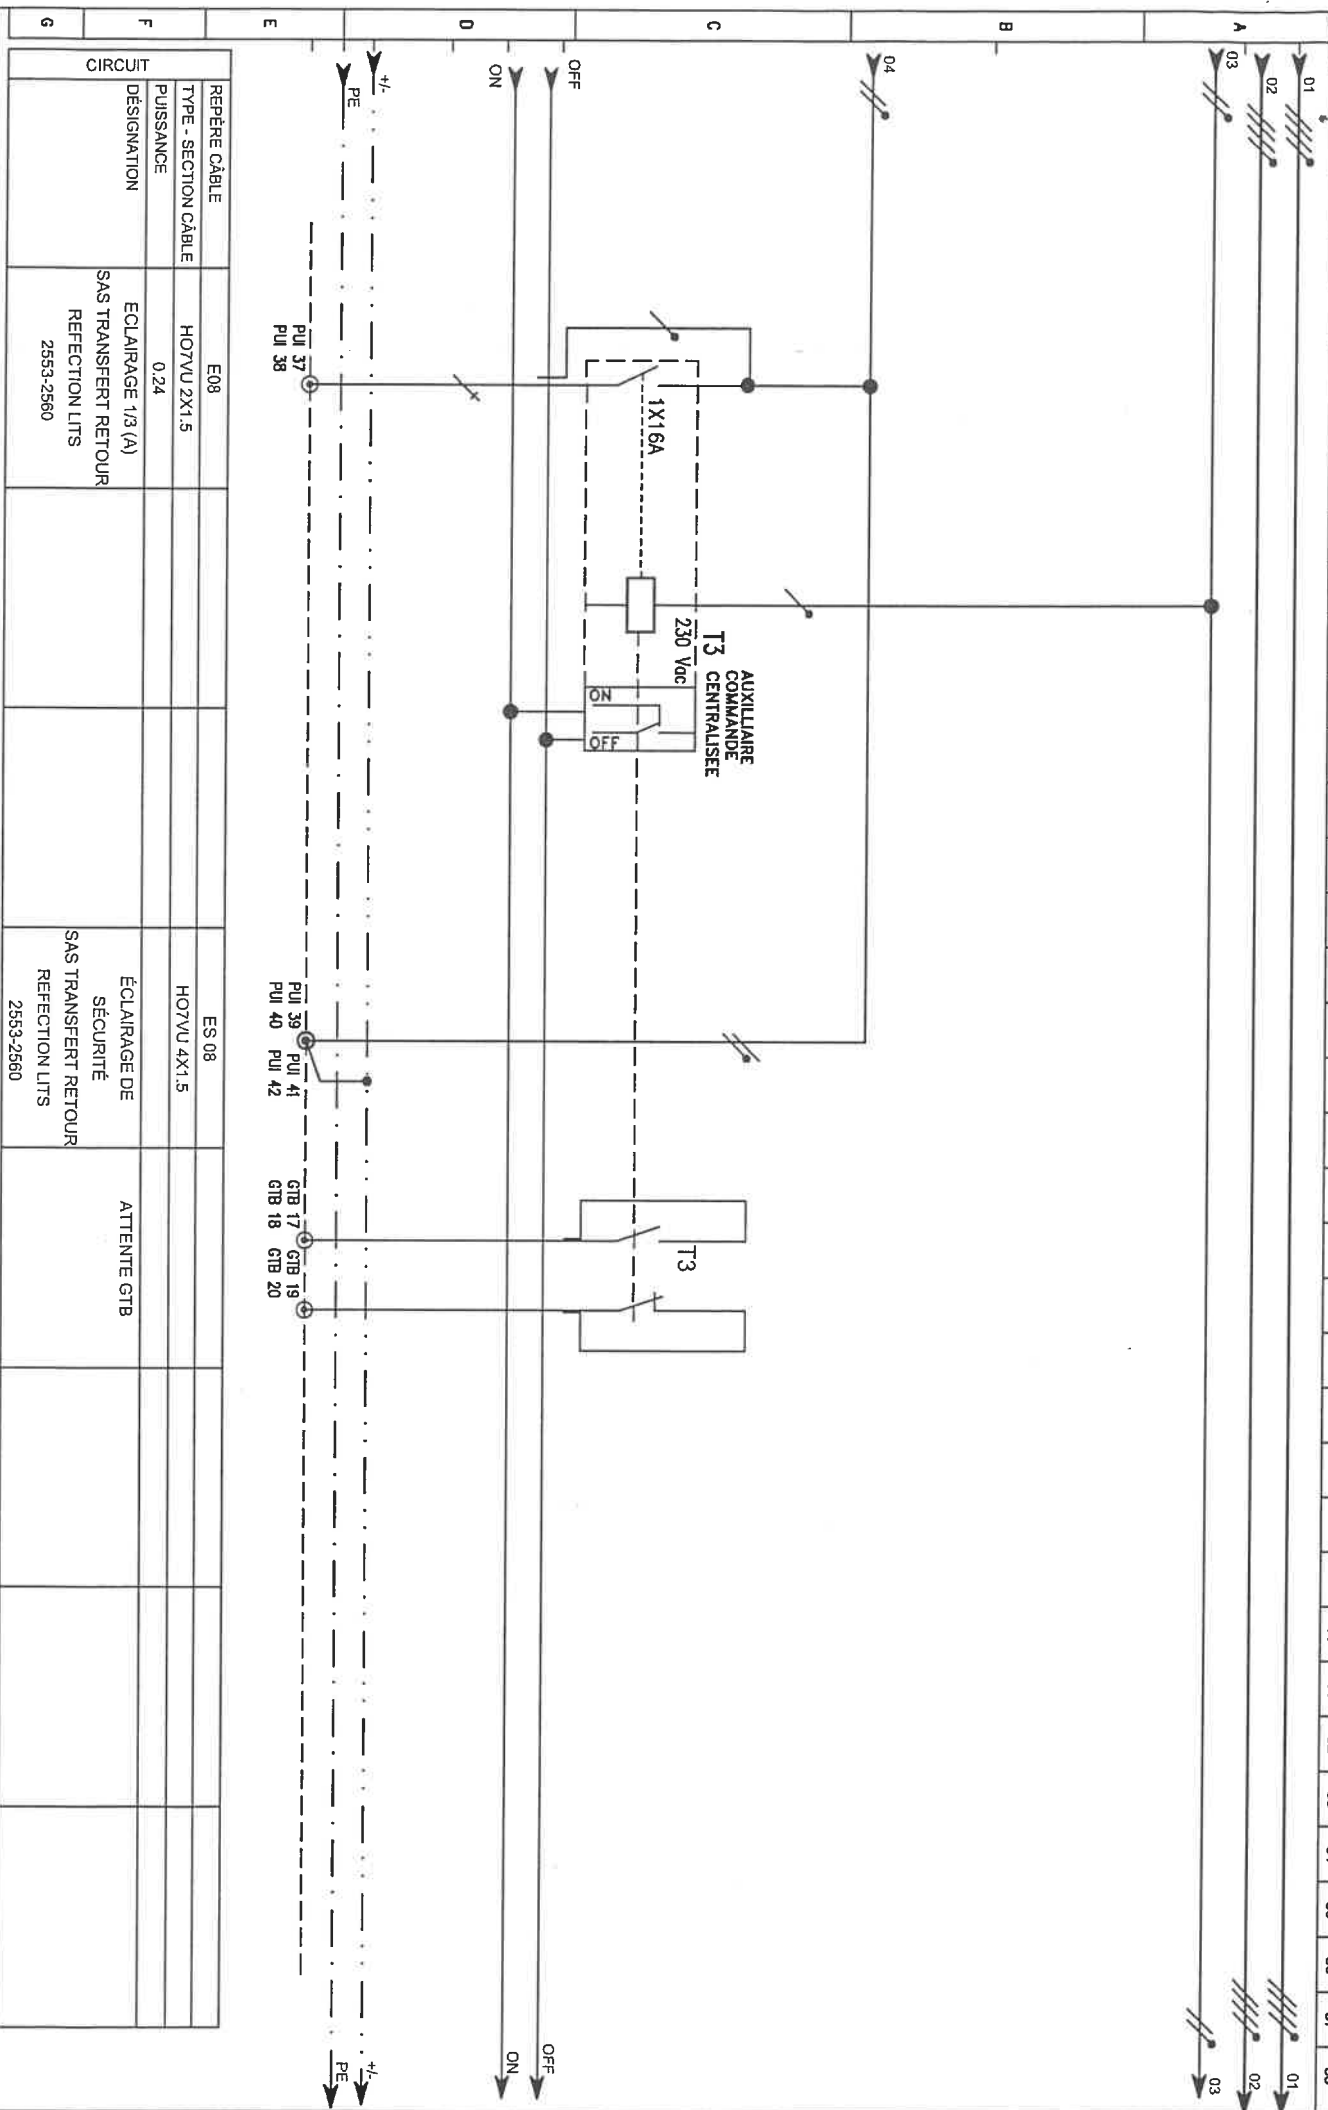 A
B
C
D
E
F
G
01
02
03
04
OFF
ON
+/-
PE
1X16A
T3
230 Vac
AUXILLIAIRE
COMMANDE
CENTRALISEE
ON
OFF
T3
01
02
03
OFF
ON
+/-
PE
PUI 37
PUI 38
PUI 39 PUI 41
PUI 40 PUI 42
GTB 17 GTB 19
GTB 18 GTB 20
CIRCUIT
REPÈRE CÂBLE E08 ES 08
TYPE - SECTION CÂBLE HO7VU 2X1.5 HO7VU 4X1.5
PUISSANCE 0.24
DÉSIGNATION
ECLAIRAGE 1/3 (A)
SAS TRANSFERT RETOUR
REFECTION LITS
2553-2560
ÉCLAIRAGE DE
SÉCURITÉ
SAS TRANSFERT RETOUR
REFECTION LITS
2553-2560
ATTENTE GTB